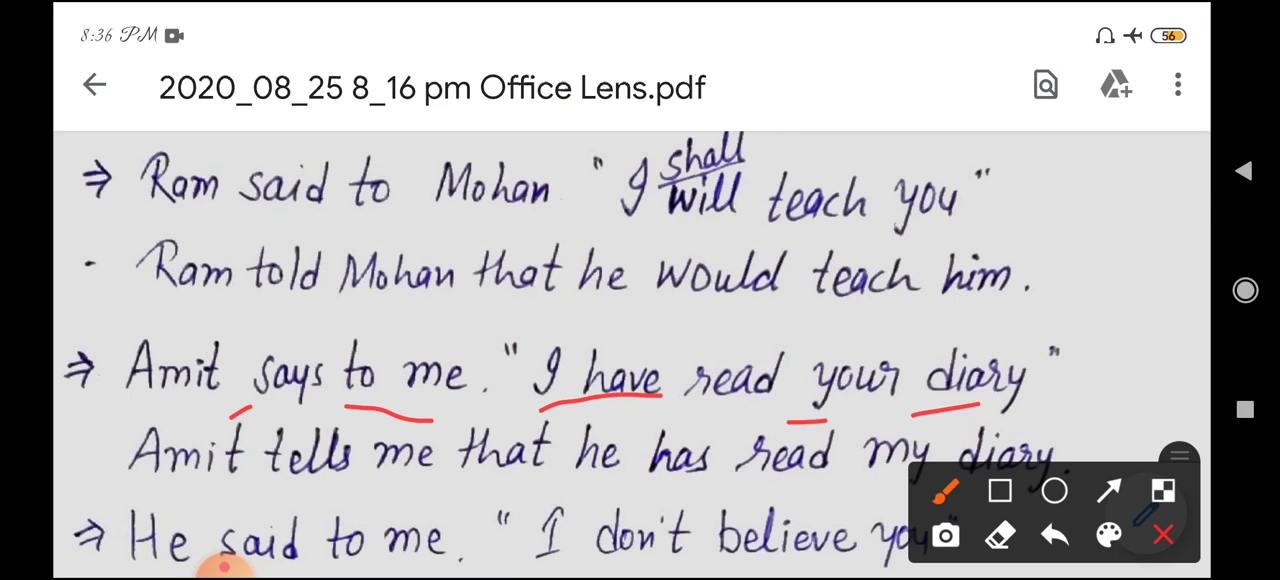 8:36 PM
56
2020_08_25 8_16 pm Office Lens.pdf
shall
⇒ Ram said to Mohan "I will teach you"
- Ram told Mohan that he would teach him.
⇒ Amit says to me. "I have read your diary"
Amit tells me that he has read my diary.
⇒ He said to me. "I don't believe you"